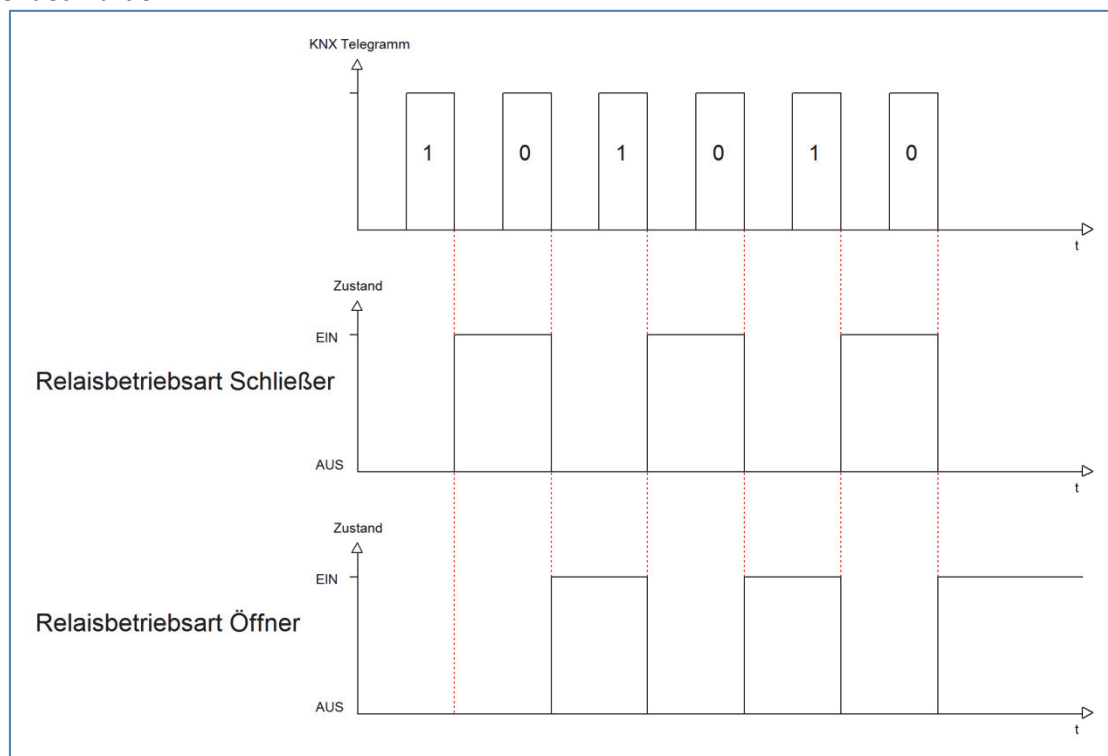 KNX Telegramm
1 0 1 0 1 0
t
Zustand
EIN
Relaisbetriebsart Schließer
AUS
t
Zustand
EIN
Relaisbetriebsart Öffner
AUS
t